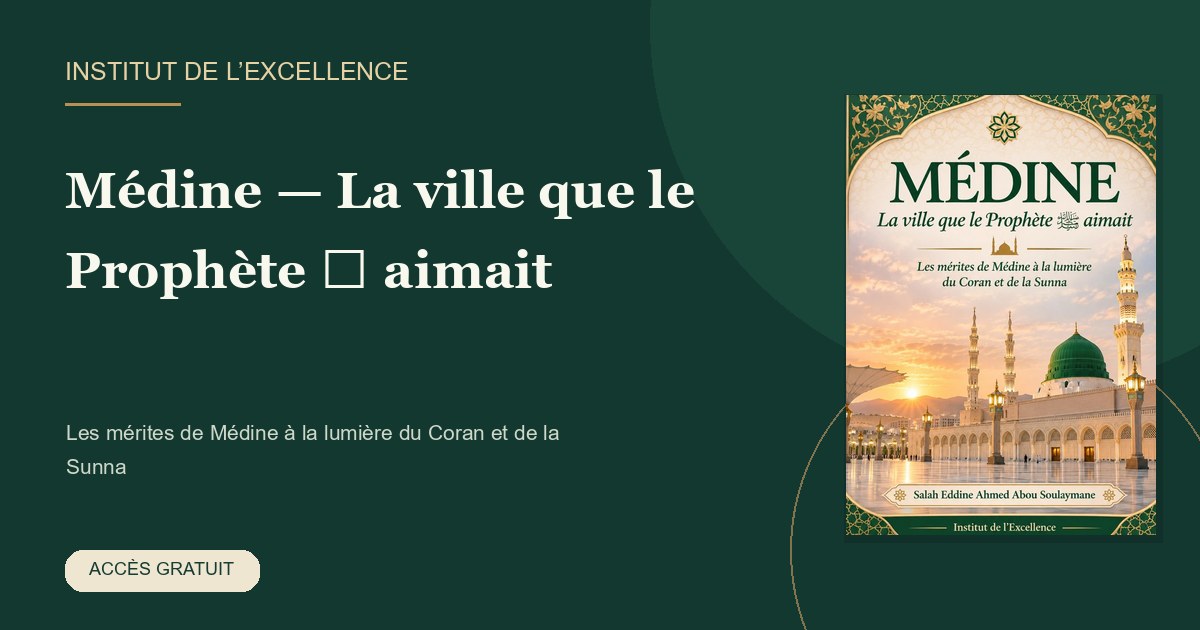 INSTITUT DE L’EXCELLENCE
Médine — La ville que le
Prophète □ aimait
Les mérites de Médine à la lumière du Coran et de la
Sunna
ACCÈS GRATUIT
MÉDINE
La ville que le Prophète ﷺ aimait
Les mérites de Médine à la lumière
du Coran et de la Sunna
Salah Eddine Ahmed Abou Soulaymane
Institut de l’Excellence